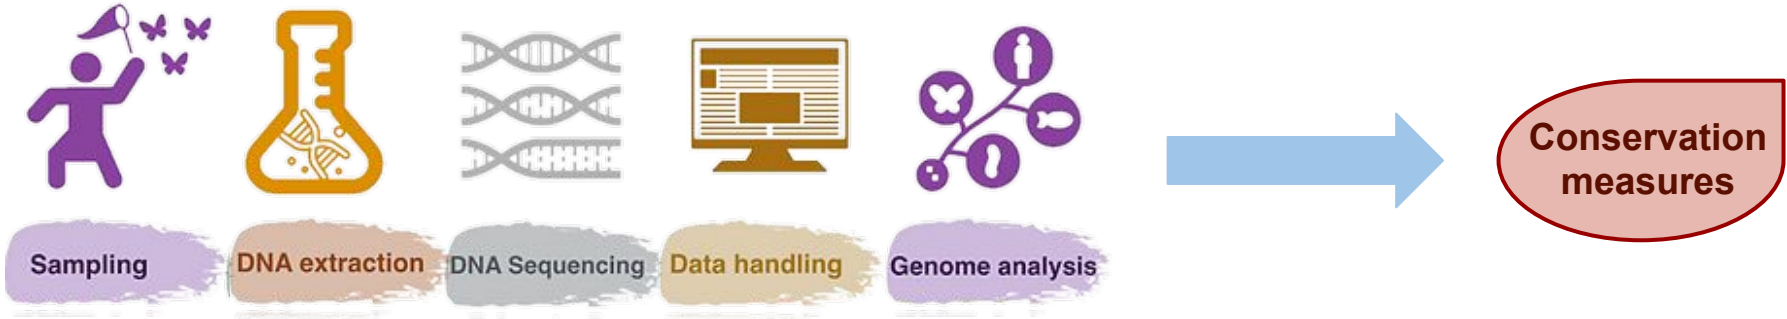 Sampling
DNA extraction
DNA Sequencing
Data handling
Genome analysis
Conservation
measures